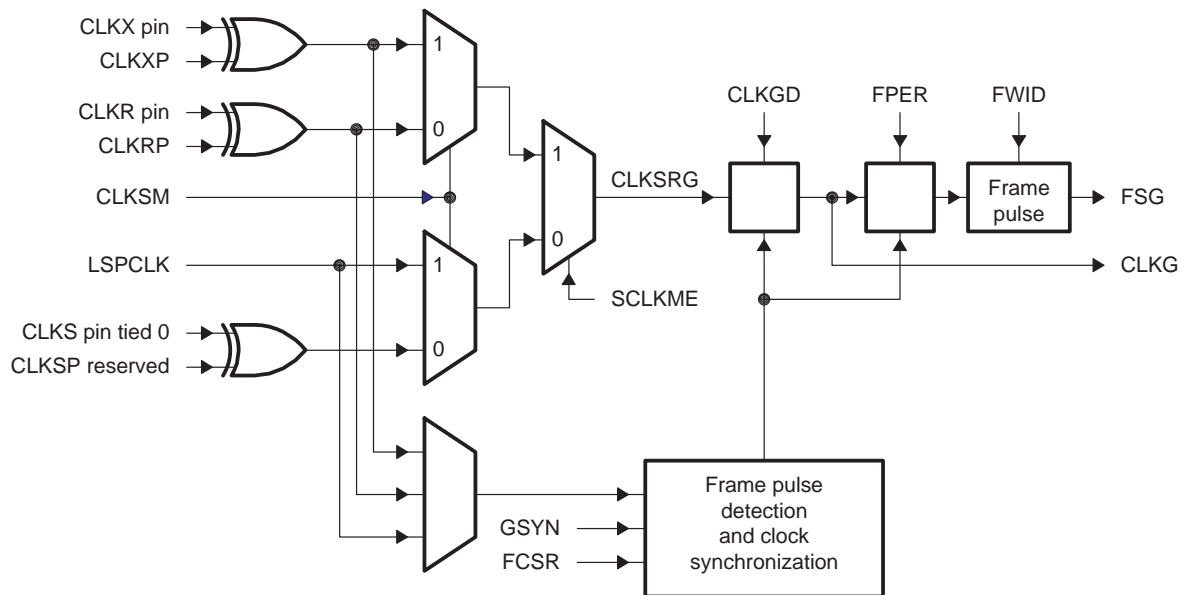 CLKX pin
CLKXP
1
CLKR pin
CLKRP
0
CLKGD
FPER
FWID
1
CLKSM
CLKSRG
Frame
pulse
FSG
0
LSPCLK
1
CLKG
SCLKME
CLKS pin tied 0
0
CLKSP reserved
Frame pulse
detection
and clock
synchronization
GSYN
FCSR